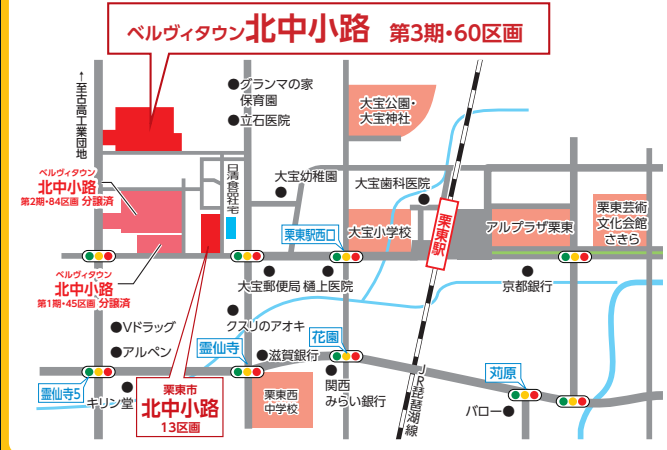 ベルヴィタウン北中小路 第3期・60区画
←至古高工業団地
●グランマの家
保育園
●立石医院
大宝公園・
大宝神社
日清食品社宅
大宝幼稚園
大宝歯科医院
ベルヴィタウン
北中小路
第2期・84区画 分譲済
栗東駅西口
大宝小学校
栗東駅
アルプラザ栗東
栗東芸術
文化会館
さきら
ベルヴィタウン
北中小路
第1期・45区画 分譲済
大宝郵便局
樋上医院
京都銀行
クスリのアオキ
●Vドラッグ
●アルペン
霊仙寺
●滋賀銀行
花園
霊仙寺5
キリン堂
栗東市
北中小路
13区画
栗東西
中学校
関西
みらい銀行
JR琵琶湖線
苅原
バロー●